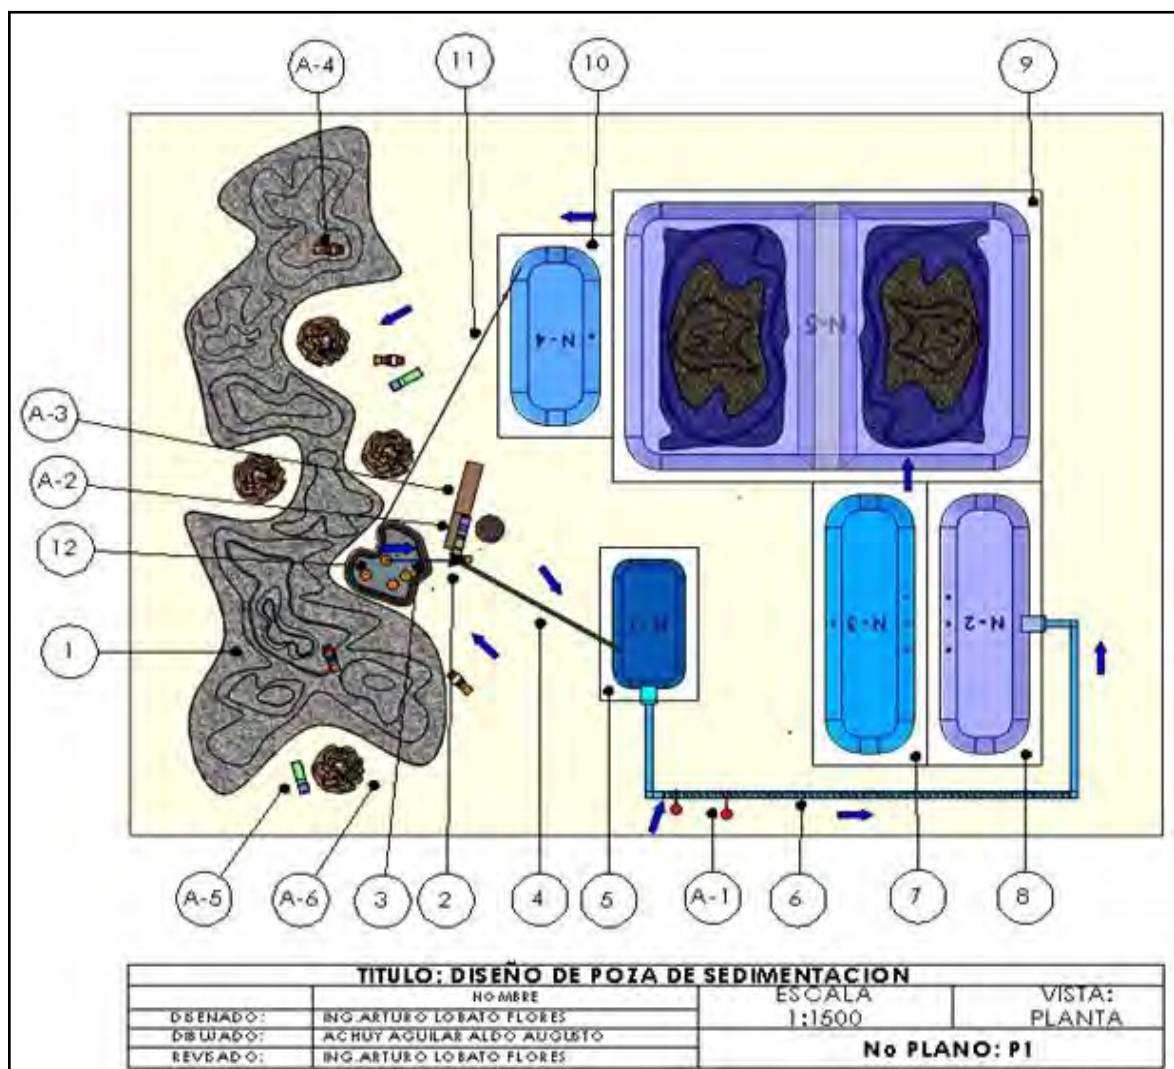 A-4
11
10
9
N-5
N-4
A-3
A-2
12
N-1
N-3
N-2
1
A-5
A-6
3
2
4
5
A-1
6
7
8
TITULO: DISEÑO DE POZA DE SEDIMENTACION
NOMBRE
ESCALA
1:1500
VISTA:
PLANTA
DISENADO: ING.ARTURO LOBATO FLORES
DIBUJADO: ACHUY AGUILAR ALDO AUGUSTO
REVISADO: ING.ARTURO LOBATO FLORES
No PLANO: P1